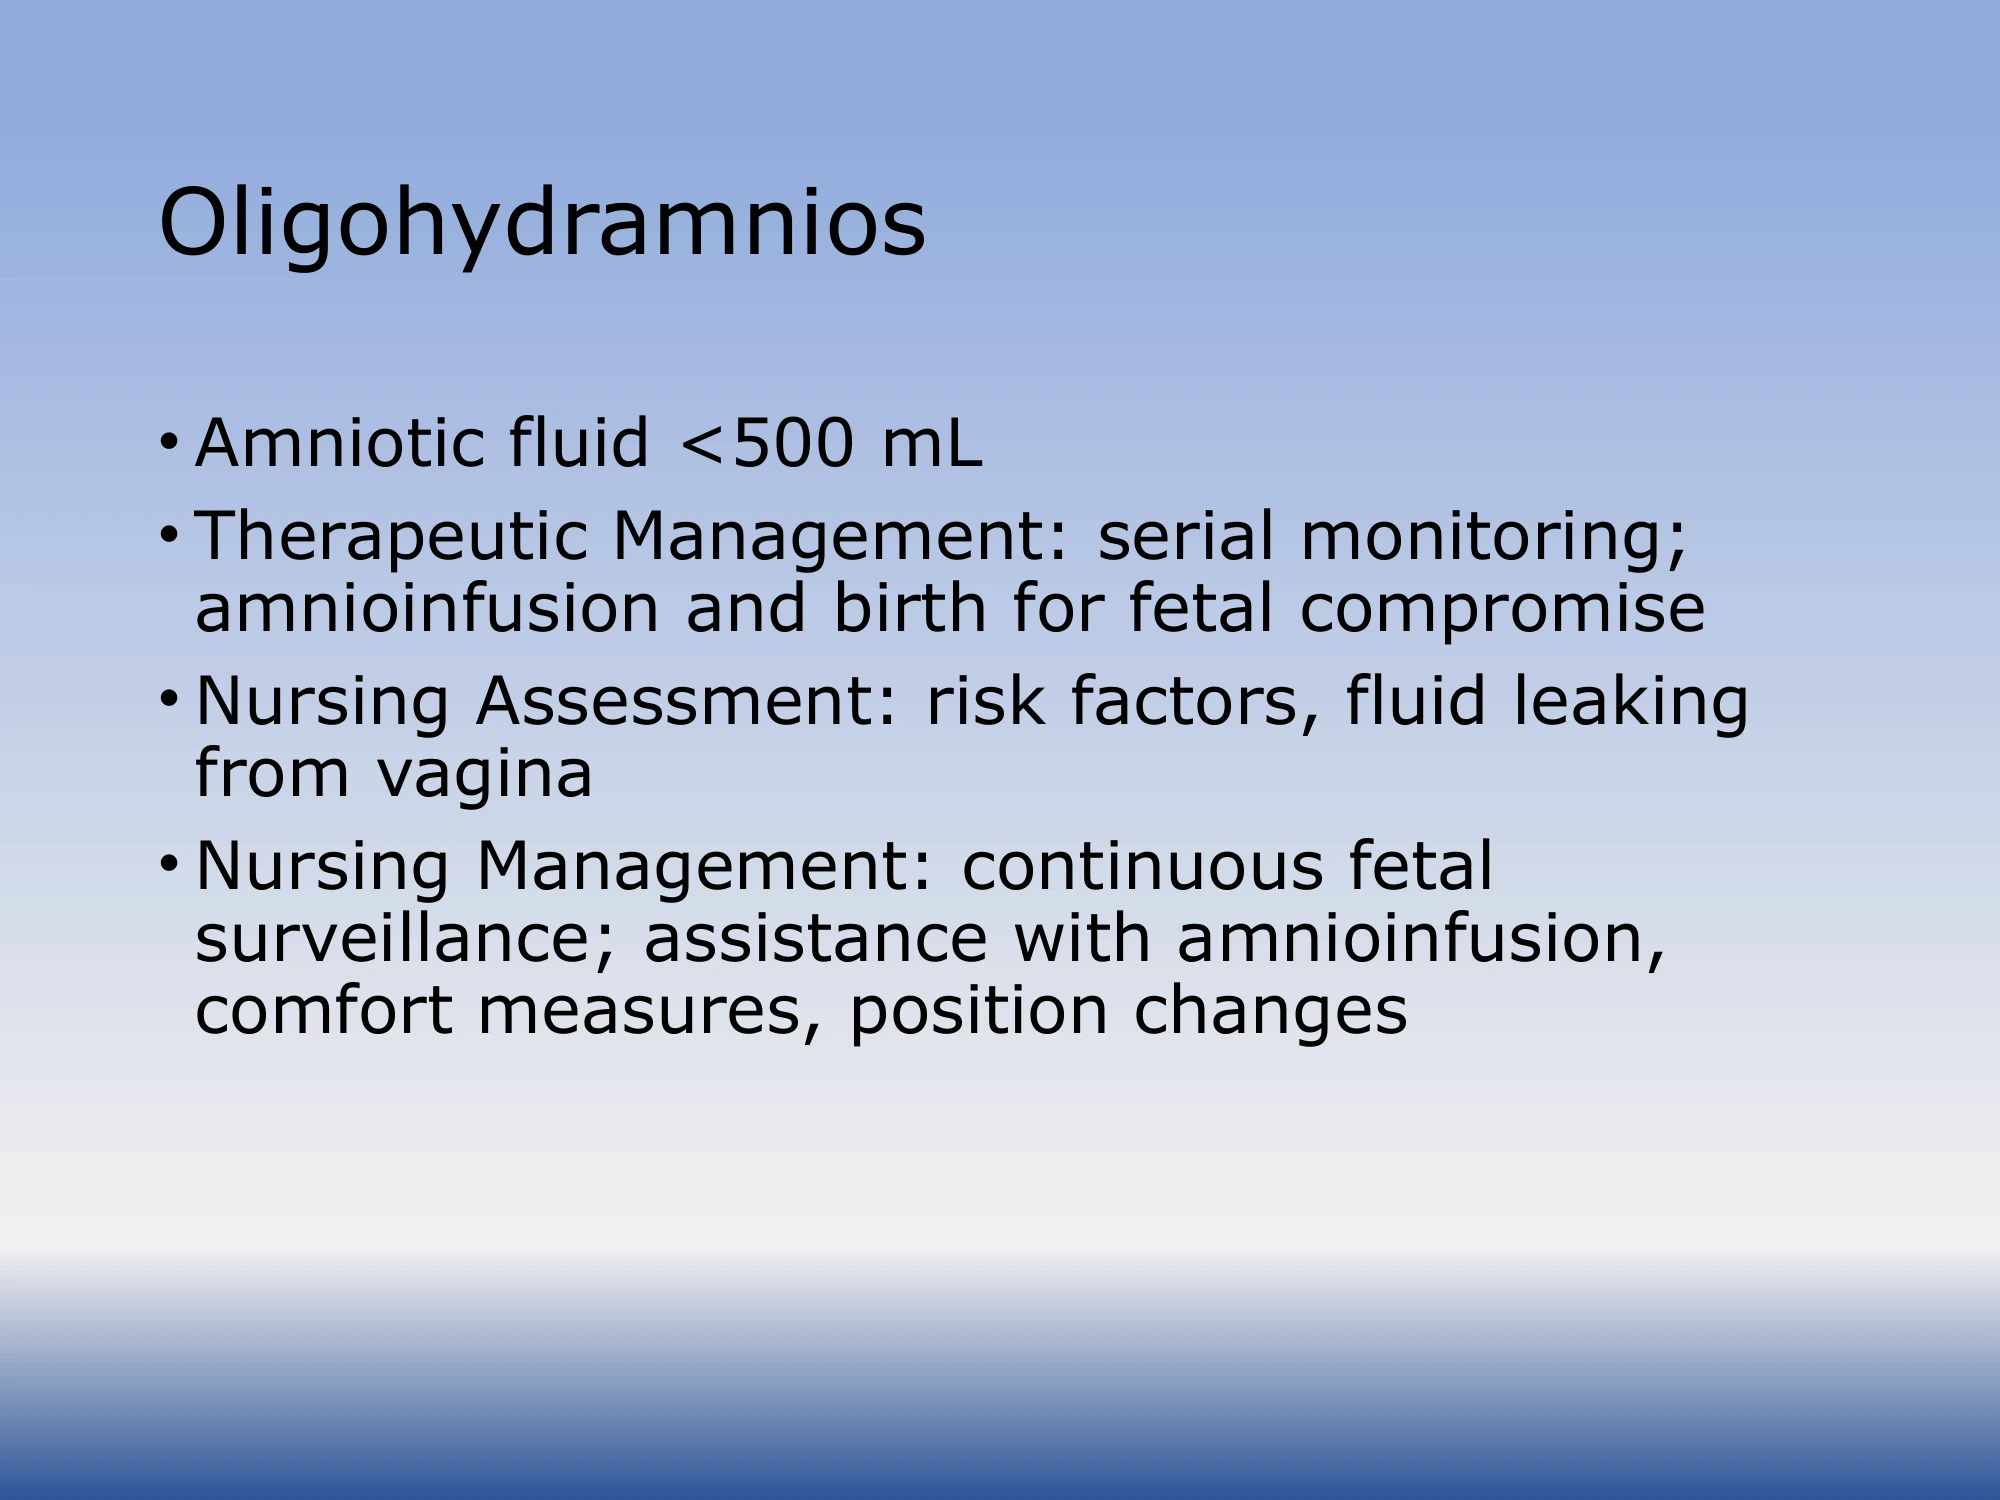 Oligohydramnios
• Amniotic fluid <500 mL
• Therapeutic Management: serial monitoring;
amnioinfusion and birth for fetal compromise
• Nursing Assessment: risk factors, fluid leaking
from vagina
• Nursing Management: continuous fetal
surveillance; assistance with amnioinfusion,
comfort measures, position changes